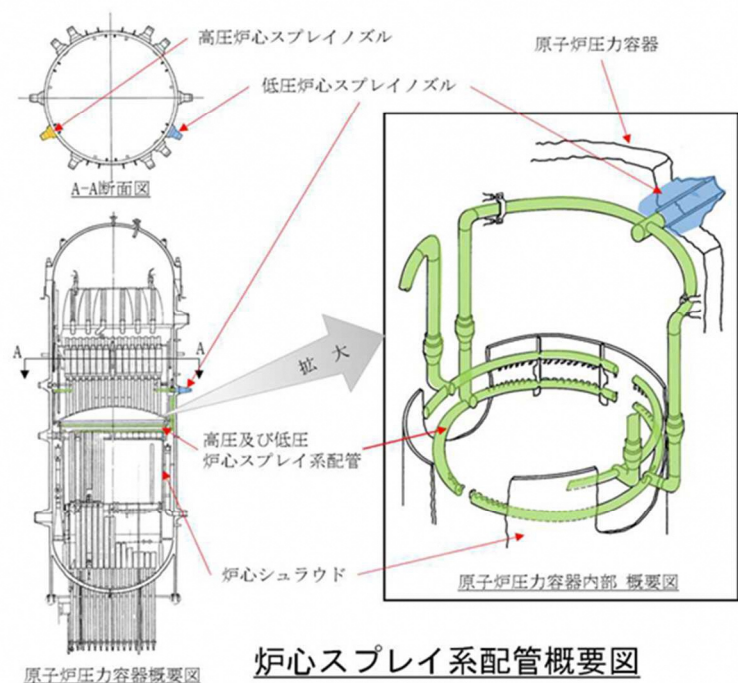 高圧炉心スプレイノズル
原子炉圧力容器
低圧炉心スプレイノズル
A-A断面図
A
A
拡大
高圧及び低圧
炉心スプレイ系配管
炉心シュラウド
原子炉圧力容器内部 概要図
原子炉圧力容器概要図
炉心スプレイ系配管概要図